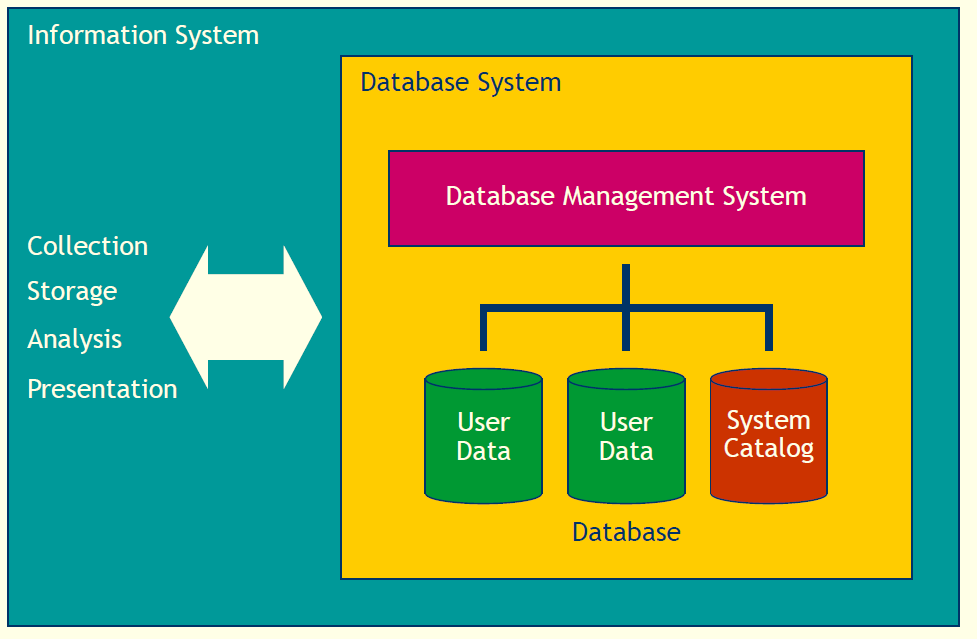 Information System
Database System
Database Management System
Collection
Storage
Analysis
Presentation
User
Data
User
Data
System
Catalog
Database